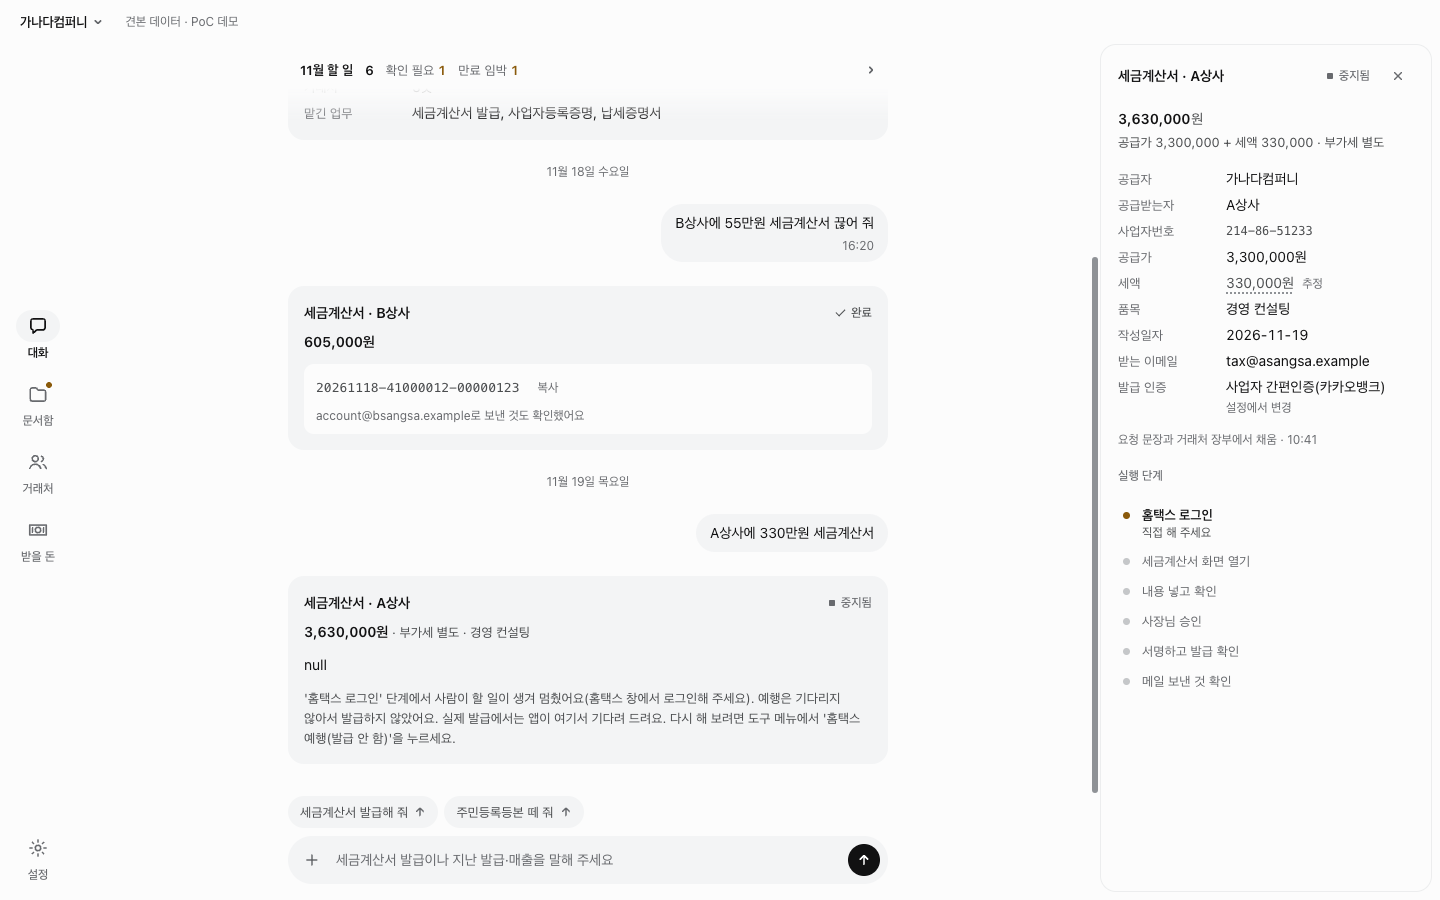 가나다컴퍼니
견본 데이터 · PoC 데모
11월 할 일 6 확인 필요 1 만료 임박 1
맡긴 업무 세금계산서 발급, 사업자등록증명, 납세증명서
11월 18일 수요일
B상사에 55만원 세금계산서 끊어 줘
16:20
세금계산서 · B상사
완료
605,000원
20261118-41000012-00000123 복사
account@bsangsa.example로 보낸 것도 확인했어요
11월 19일 목요일
A상사에 330만원 세금계산서
세금계산서 · A상사
중지됨
3,630,000원 · 부가세 별도 · 경영 컨설팅
null
'홈택스 로그인' 단계에서 사람이 할 일이 생겨 멈췄어요(홈택스 창에서 로그인해 주세요). 예행은 기다리지
않아서 발급하지 않았어요. 실제 발급에서는 앱이 여기서 기다려 드려요. 다시 해 보려면 도구 메뉴에서 '홈택스
예행(발급 안 함)'을 누르세요.
세금계산서 발급해 줘
주민등록등본 떼 줘
세금계산서 발급이나 지난 발급·매출을 말해 주세요
대화
문서함
거래처
받을 돈
설정
세금계산서 · A상사
중지됨
3,630,000원
공급가 3,300,000 + 세액 330,000 · 부가세 별도
공급자 가나다컴퍼니
공급받는자 A상사
사업자번호 214-86-51233
공급가 3,300,000원
세액 330,000원 추정
품목 경영 컨설팅
작성일자 2026-11-19
받는 이메일 tax@asangsa.example
발급 인증 사업자 간편인증(카카오뱅크)
설정에서 변경
요청 문장과 거래처 장부에서 채움 · 10:41
실행 단계
홈택스 로그인
직접 해 주세요
세금계산서 화면 열기
내용 넣고 확인
사장님 승인
서명하고 발급 확인
메일 보낸 것 확인